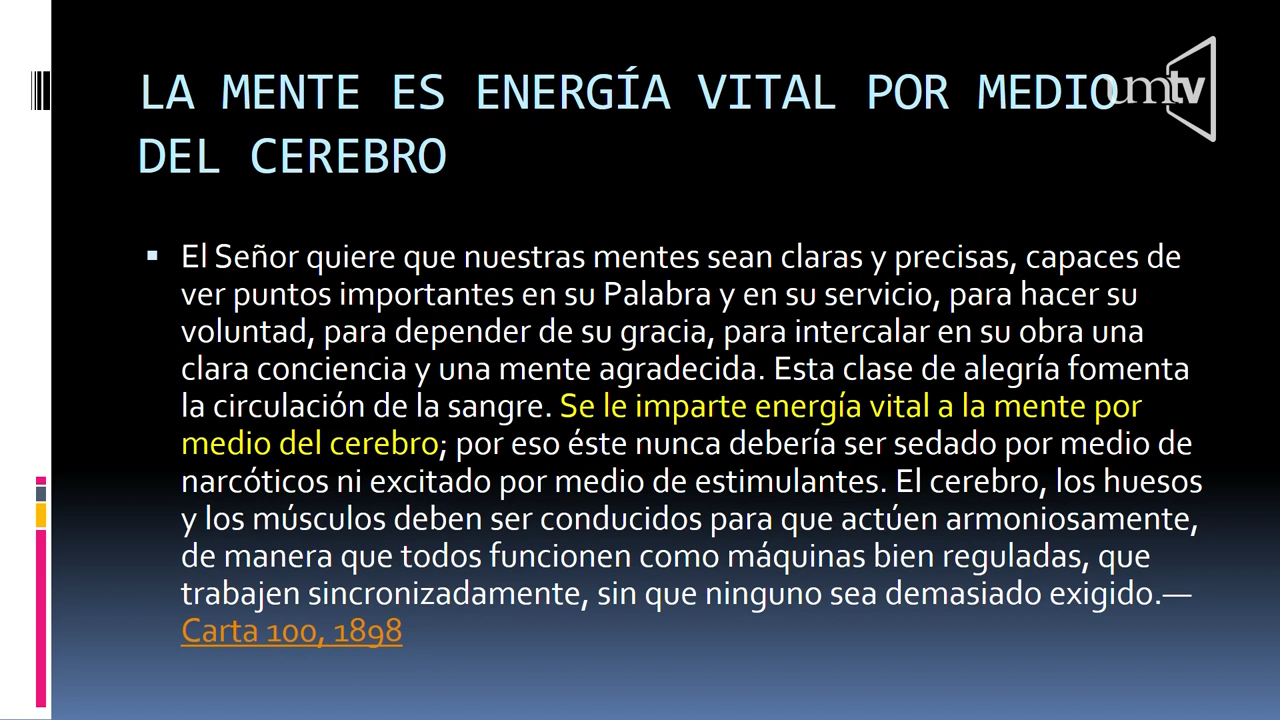 LA MENTE ES ENERGÍA VITAL POR MEDIO
DEL CEREBRO
umtv
El Señor quiere que nuestras mentes sean claras y precisas, capaces de
ver puntos importantes en su Palabra y en su servicio, para hacer su
voluntad, para depender de su gracia, para intercalar en su obra una
clara conciencia y una mente agradecida. Esta clase de alegría fomenta
la circulación de la sangre. Se le imparte energía vital a la mente por
medio del cerebro; por eso éste nunca debería ser sedado por medio de
narcóticos ni excitado por medio de estimulantes. El cerebro, los huesos
y los músculos deben ser conducidos para que actúen armoniosamente,
de manera que todos funcionen como máquinas bien reguladas, que
trabajen sincronizadamente, sin que ninguno sea demasiado exigido.—
Carta 100, 1898